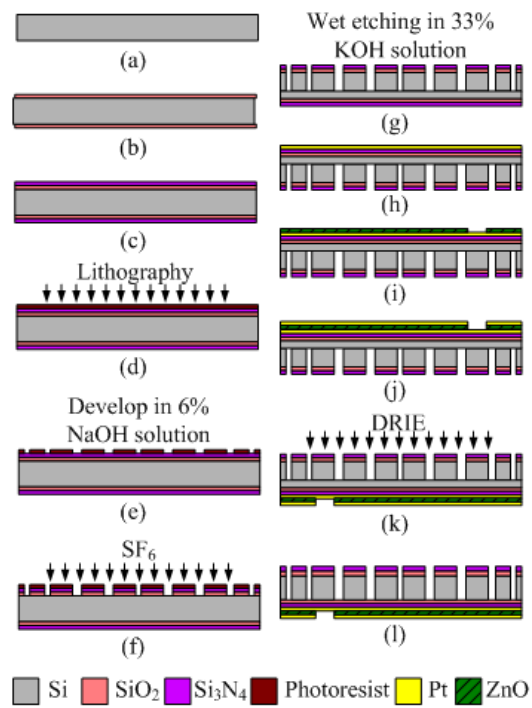 (a)
(b)
(c)
Lithography
(d)
Develop in 6%
NaOH solution
(e)
SF6
(f)
Wet etching in 33%
KOH solution
(g)
(h)
(i)
(j)
DRIE
(k)
(l)
Si SiO2 Si3N4 Photoresist Pt ZnO